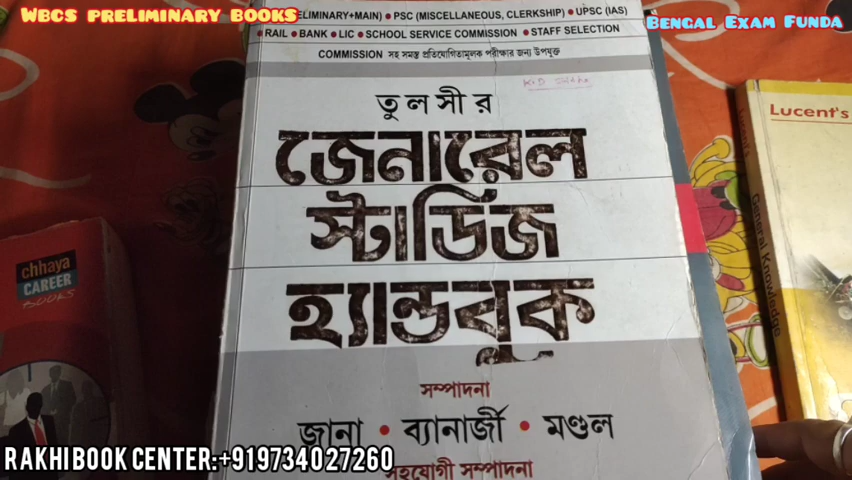 WBCS PRELIMINARY BOOKS
BENGAL EXAM FUNDA
ELIMINARY+MAIN) • PSC (MISCELLANEOUS, CLERKSHIP) • UPSC (IAS)
• RAIL • BANK • LIC • SCHOOL SERVICE COMMISSION • STAFF SELECTION
COMMISSION সহ সমস্ত প্রতিযোগিতামূলক পরীক্ষার জন্য উপযুক্ত
তুলসীর
জেনারেল
স্টাডিজ
হ্যান্ডবুক
সম্পাদনা
জানা • ব্যানার্জী • মণ্ডল
সহযোগী সম্পাদনা
chhaya
CAREER
BOOKS
Lucent's
General Knowledge
RAKHI BOOK CENTER:+919734027260